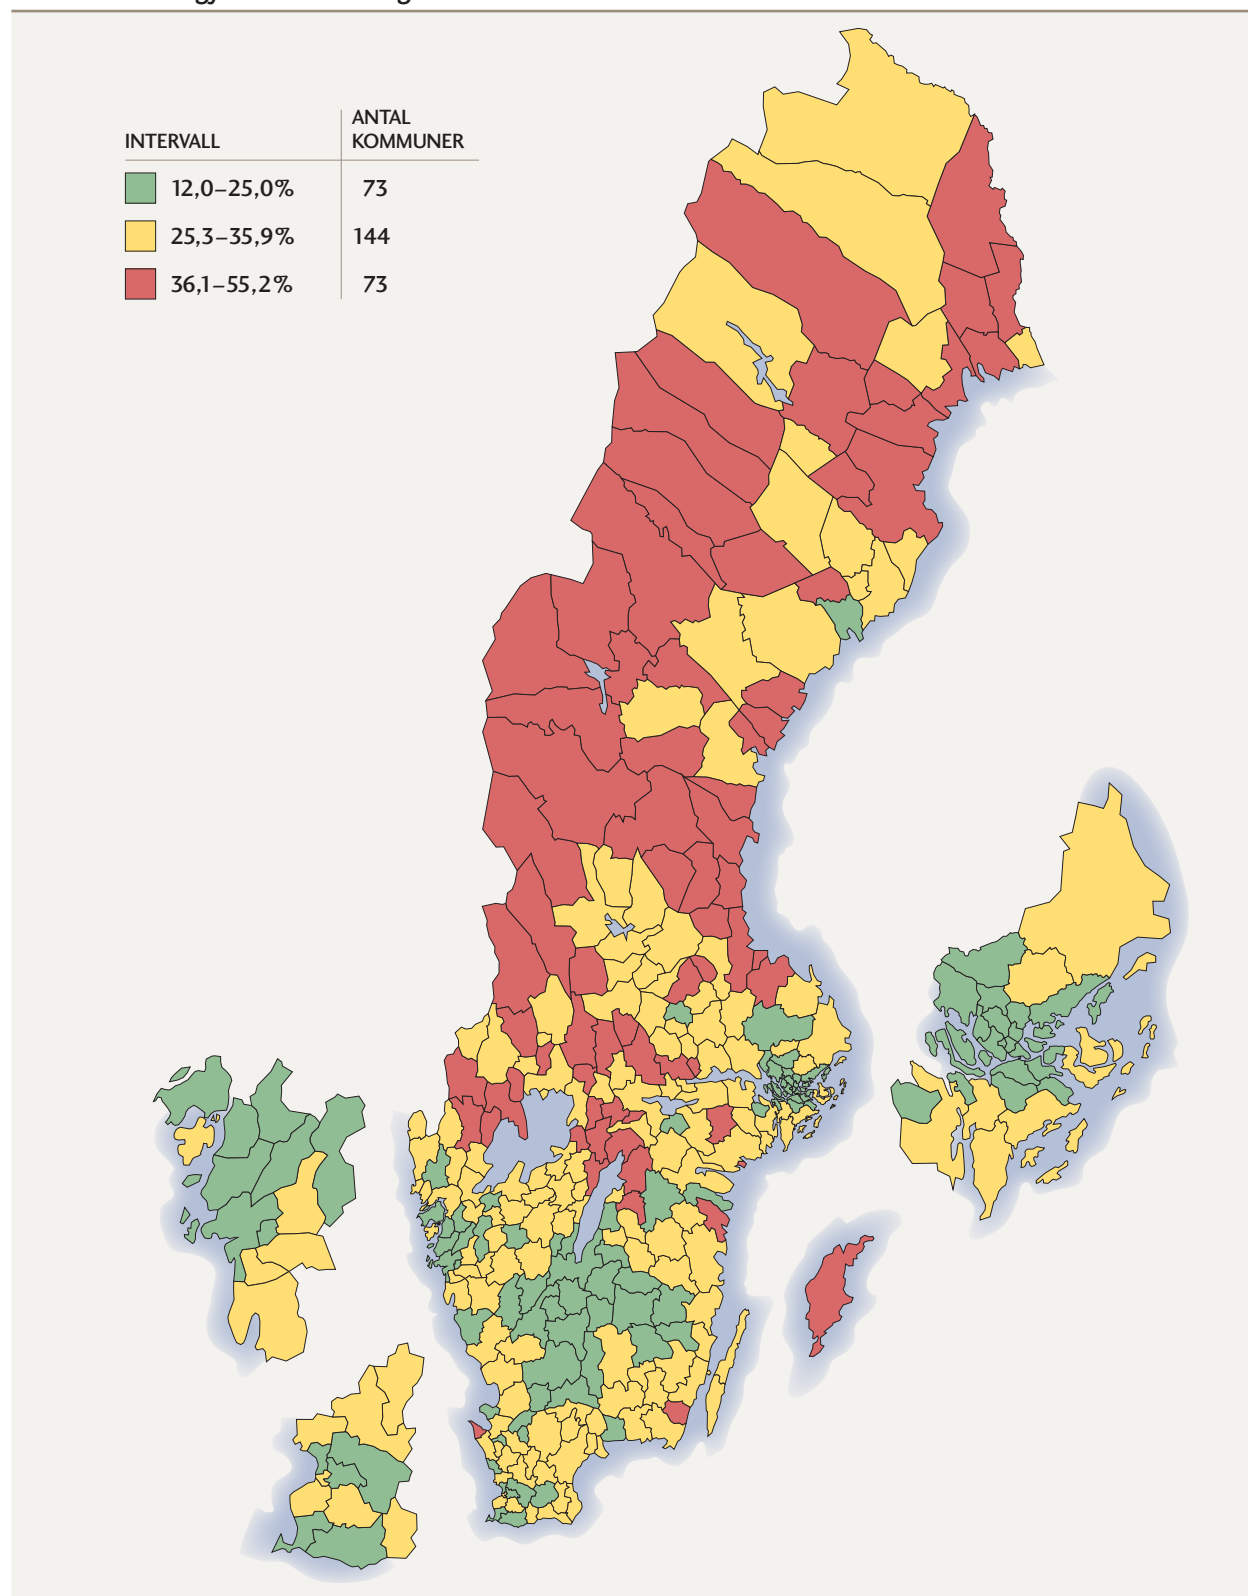 ANTAL
INTERVALL KOMMUNER
12,0–25,0% 73
25,3–35,9% 144
36,1–55,2% 73